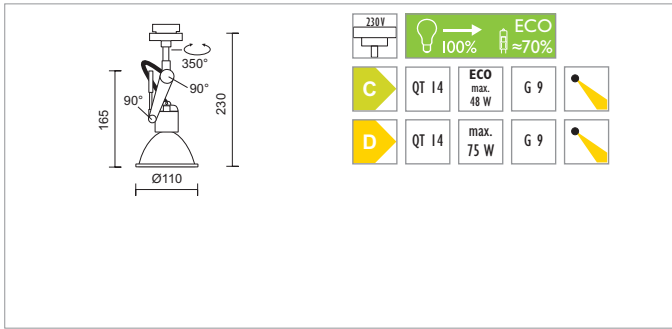 350°
90°
90°
165
230
Ø110
230V
100%
ECO
≈70%
C
QT 14
ECO
max.
48 W
G 9
D
QT 14
max.
75 W
G 9